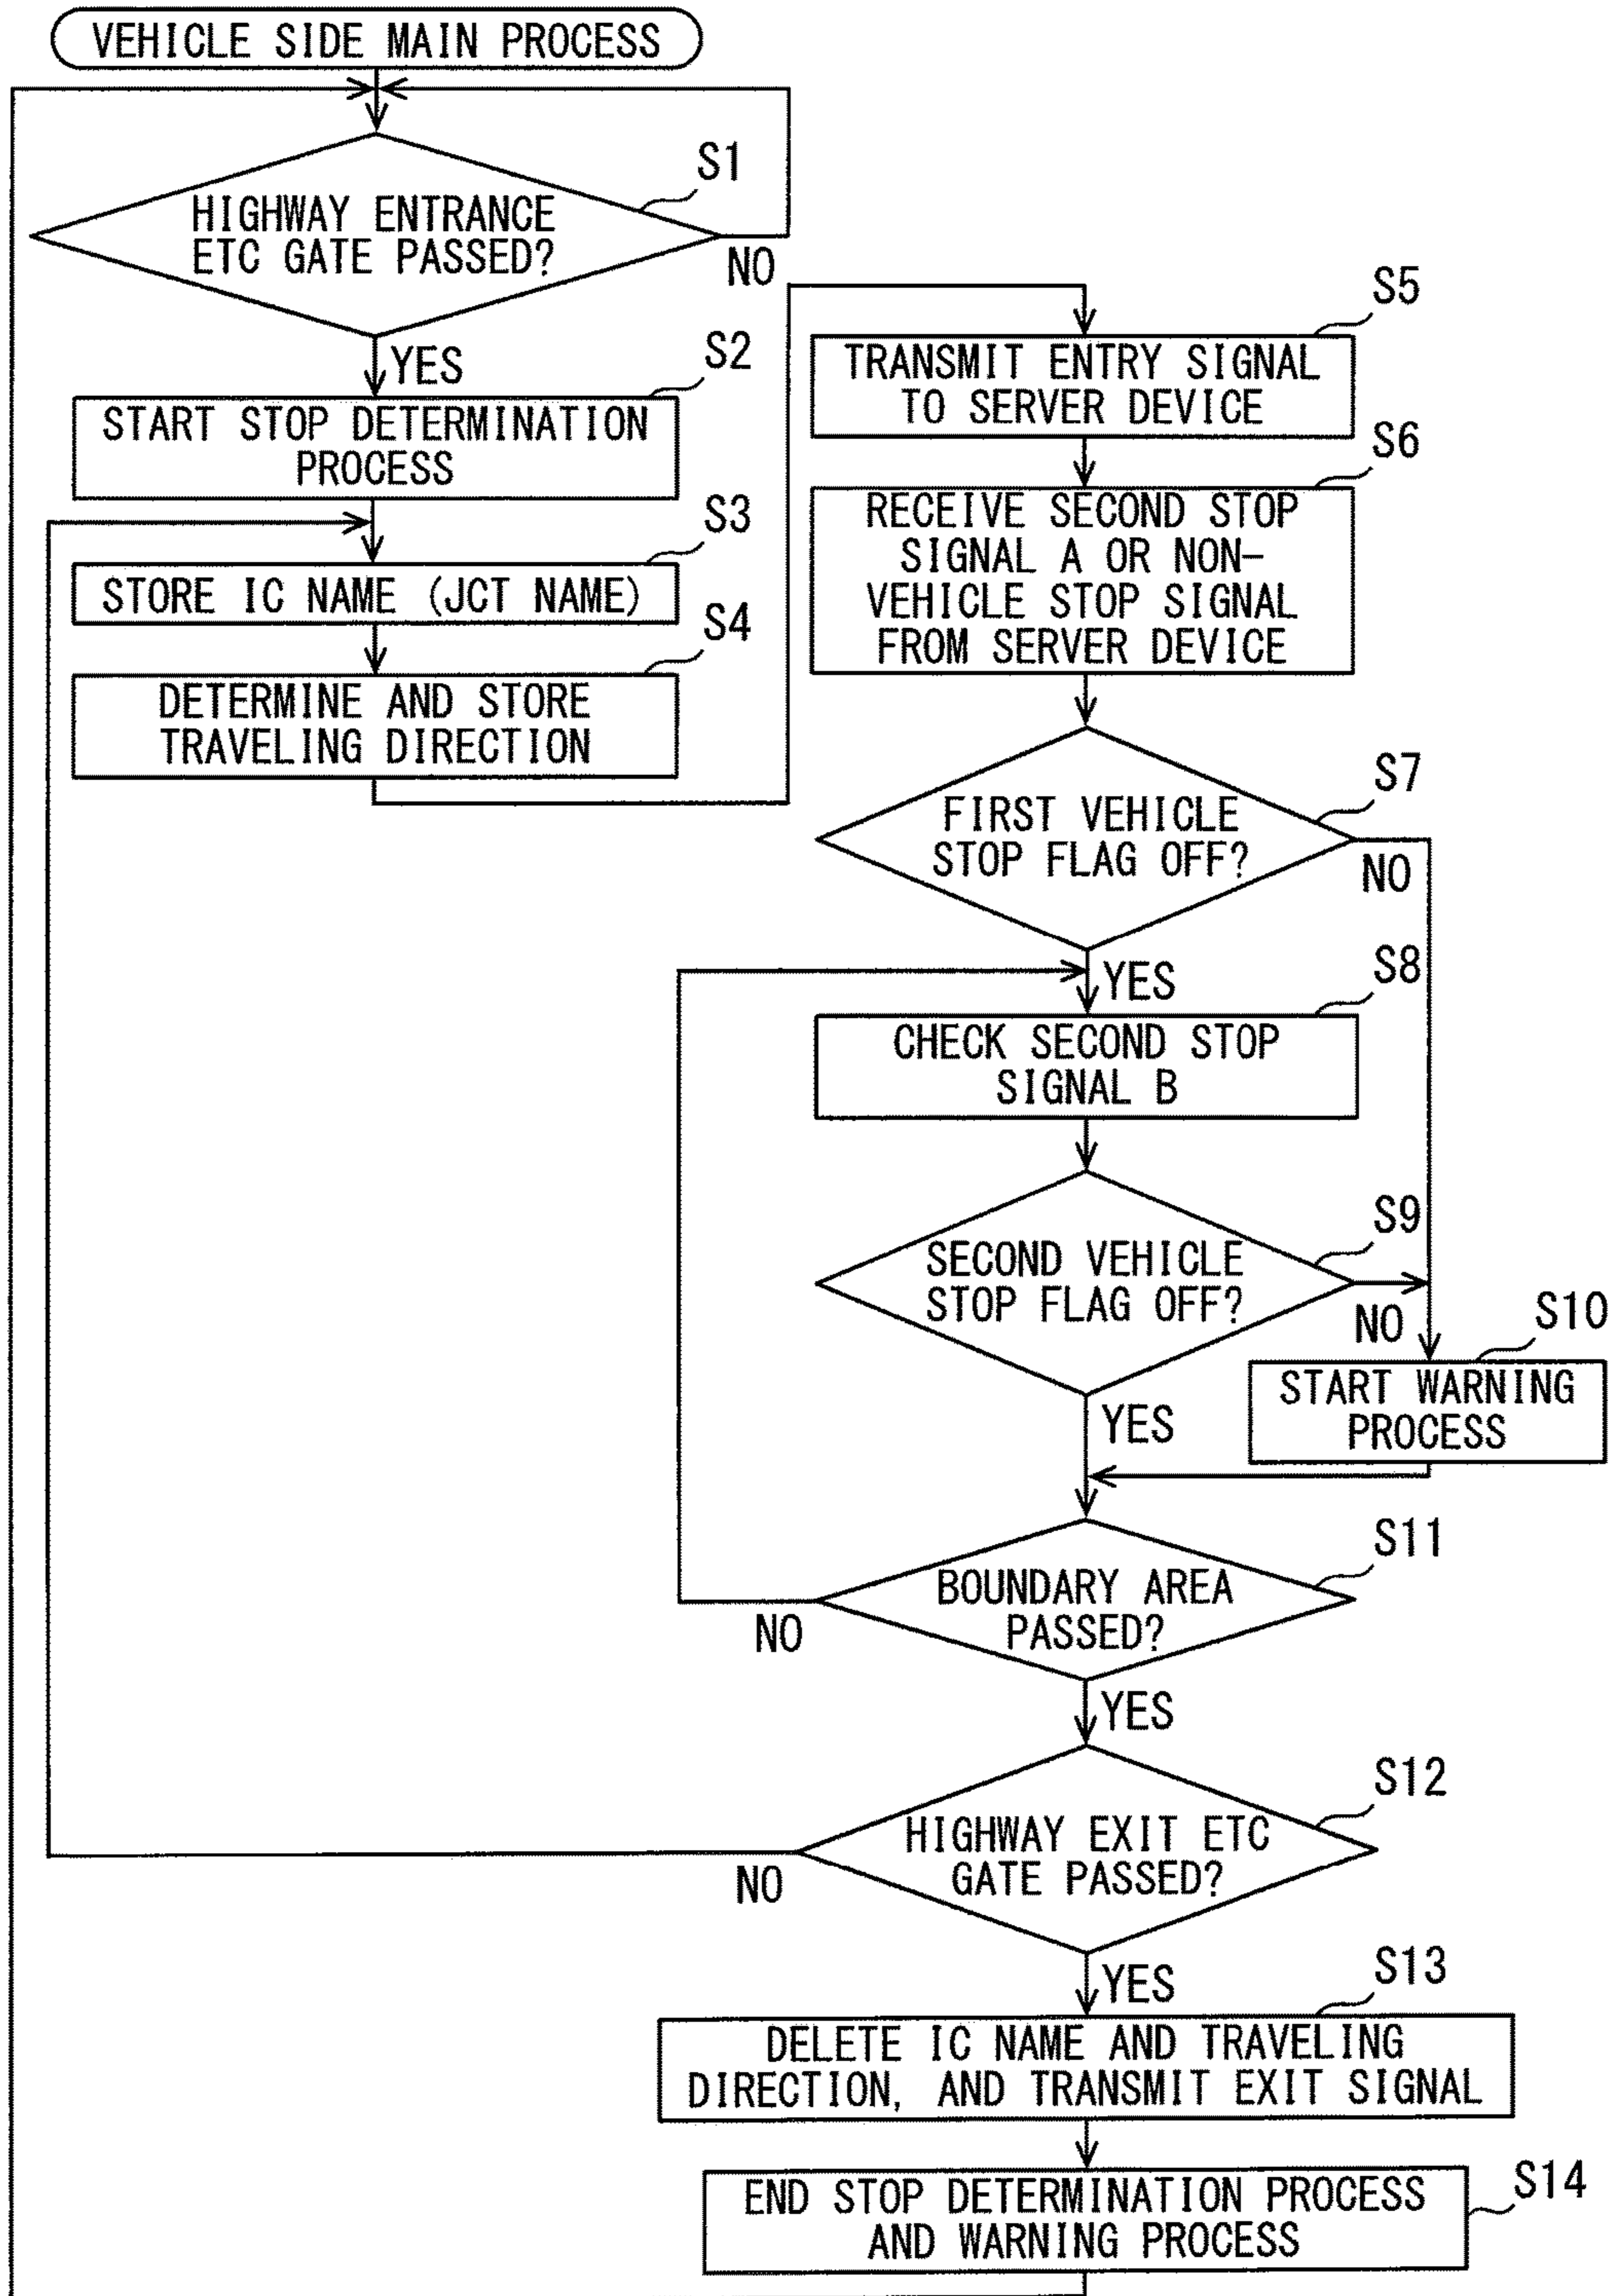 VEHICLE SIDE MAIN PROCESS
S1
HIGHWAY ENTRANCE
ETC GATE PASSED?
NO
YES
S2
START STOP DETERMINATION
PROCESS
S3
STORE IC NAME (JCT NAME)
S4
DETERMINE AND STORE
TRAVELING DIRECTION
S5
TRANSMIT ENTRY SIGNAL
TO SERVER DEVICE
S6
RECEIVE SECOND STOP
SIGNAL A OR NON-
VEHICLE STOP SIGNAL
FROM SERVER DEVICE
S7
FIRST VEHICLE
STOP FLAG OFF?
NO
YES
S8
CHECK SECOND STOP
SIGNAL B
S9
SECOND VEHICLE
STOP FLAG OFF?
NO
YES
S10
START WARNING
PROCESS
S11
BOUNDARY AREA
PASSED?
NO
YES
S12
HIGHWAY EXIT ETC
GATE PASSED?
NO
YES
S13
DELETE IC NAME AND TRAVELING
DIRECTION, AND TRANSMIT EXIT SIGNAL
S14
END STOP DETERMINATION PROCESS
AND WARNING PROCESS